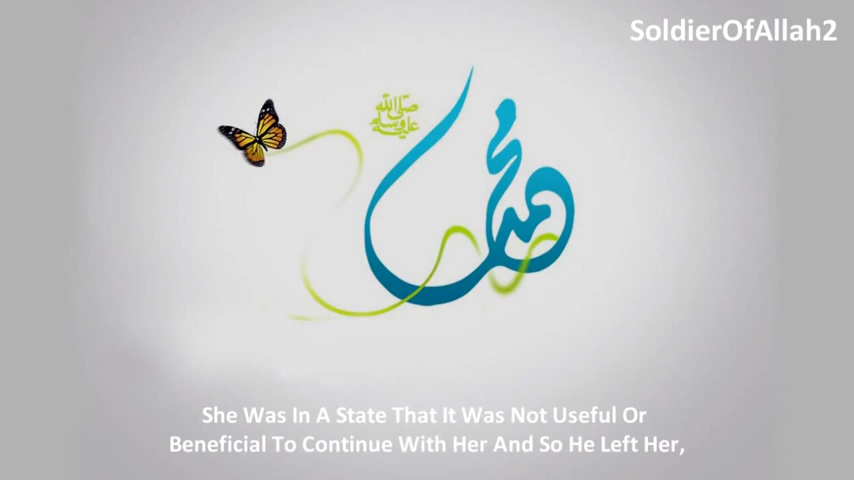 SoldierOfAllah2
صلى الله
عليه وسلم
محمد
She Was In A State That It Was Not Useful Or
Beneficial To Continue With Her And So He Left Her,